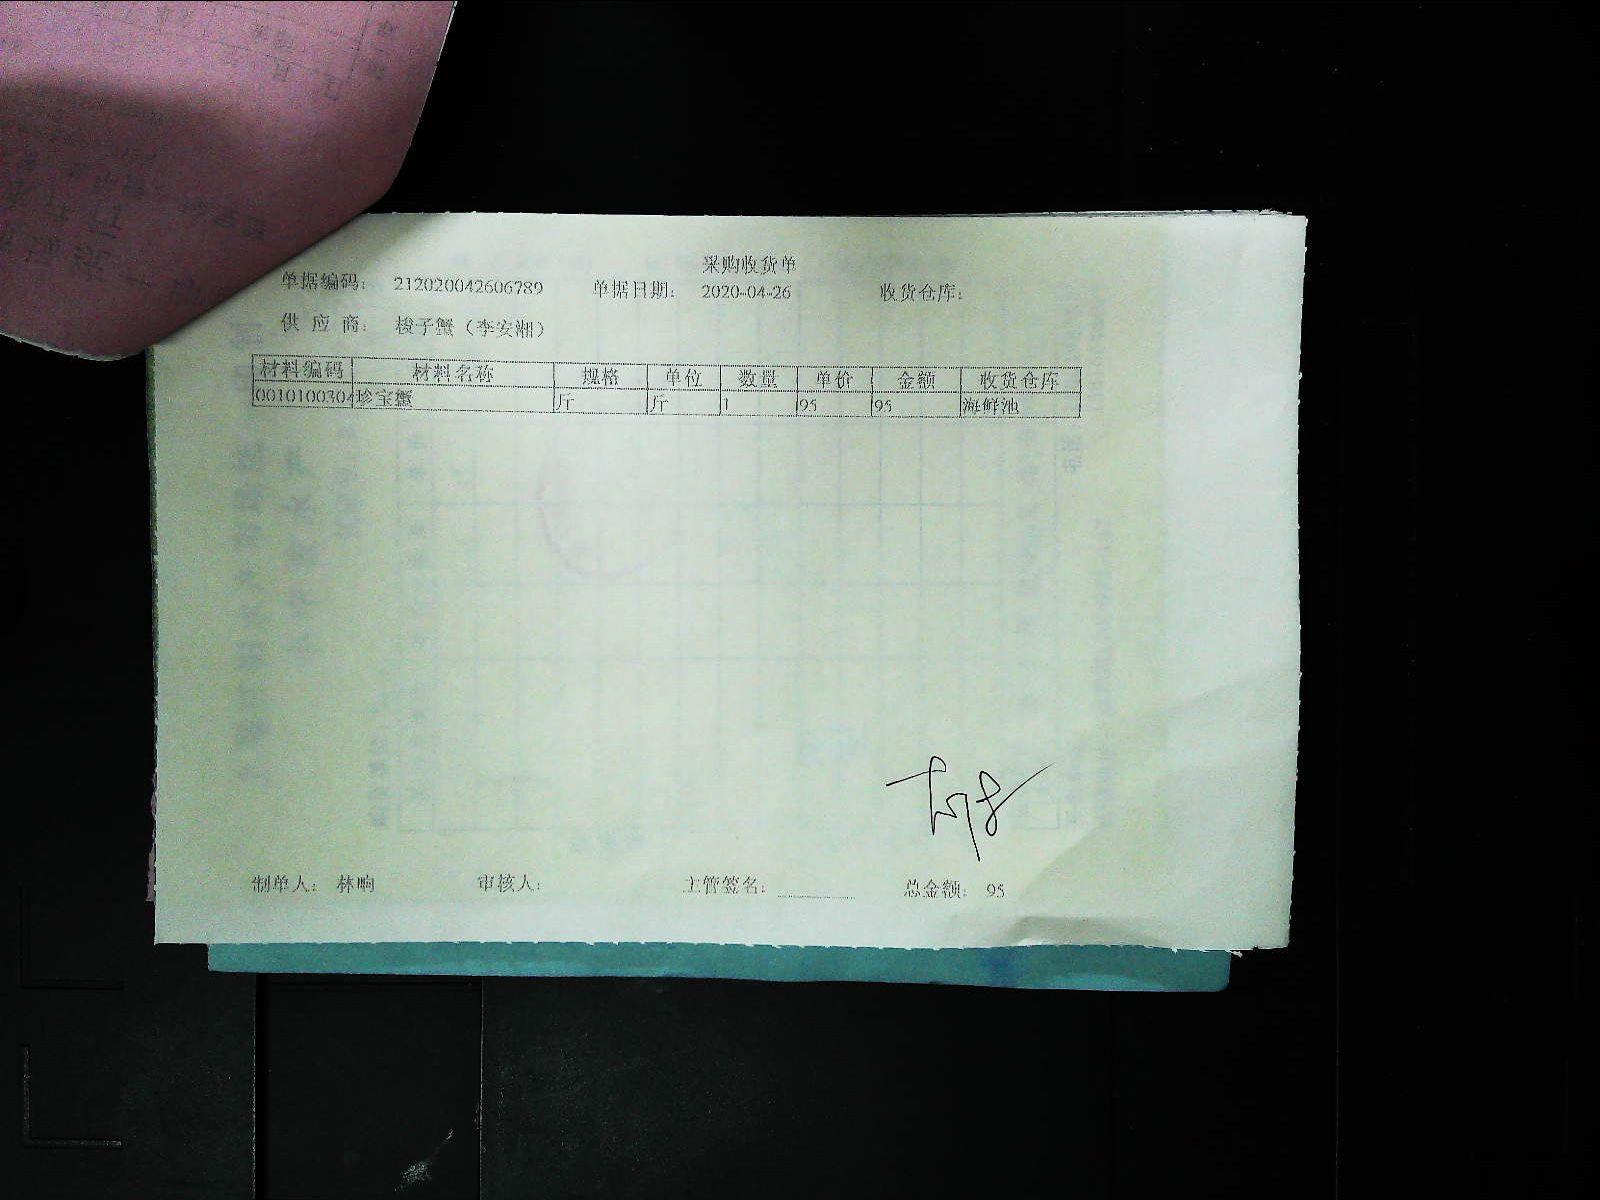 采购收货单
单据编码： 212020042606789 单据日期： 2020-04-26 收货仓库：
供 应 商： 梭子蟹（李安湘）
材料编码 材料名称 规格 单位 数量 单价 金额 收货仓库
0010100304 珍宝蟹 斤 斤 1 95 95 海鲜池
制单人： 林响 审核人： 主管签名： 总金额： 95